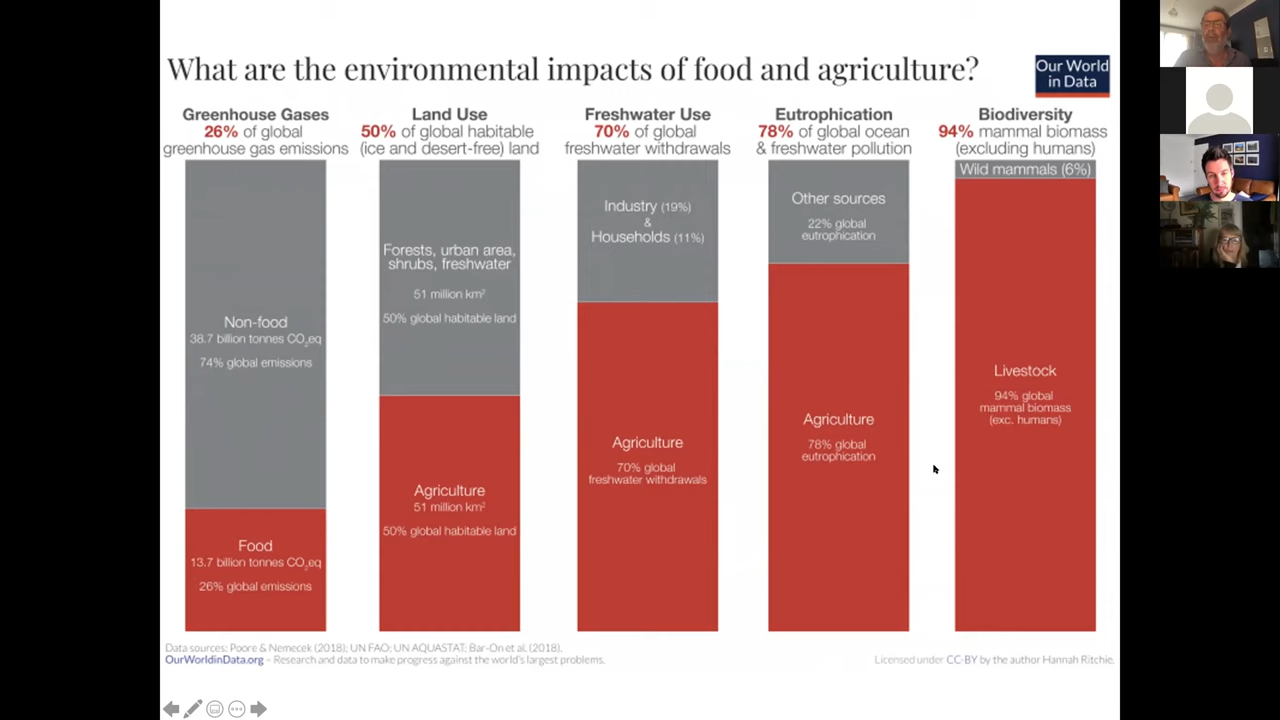 What are the environmental impacts of food and agriculture?
Our World
in Data
Greenhouse Gases
26% of global
greenhouse gas emissions
Non-food
38.7 billion tonnes CO₂eq
74% global emissions
Food
13.7 billion tonnes CO₂eq
26% global emissions
Land Use
50% of global habitable
(ice and desert-free) land
Forests, urban area,
shrubs, freshwater
51 million km²
50% global habitable land
Agriculture
51 million km²
50% global habitable land
Freshwater Use
70% of global
freshwater withdrawals
Industry (19%)
&
Households (11%)
Agriculture
70% global
freshwater withdrawals
Eutrophication
78% of global ocean
& freshwater pollution
Other sources
22% global
eutrophication
Agriculture
78% global
eutrophication
Biodiversity
94% mammal biomass
(excluding humans)
Wild mammals (6%)
Livestock
94% global
mammal biomass
(exc. humans)
Data sources: Poore & Nemecek (2018); UN FAO; UN AQUASTAT; Bar-On et al. (2018).
OurWorldinData.org – Research and data to make progress against the world's largest problems.
Licensed under CC-BY by the author Hannah Ritchie.